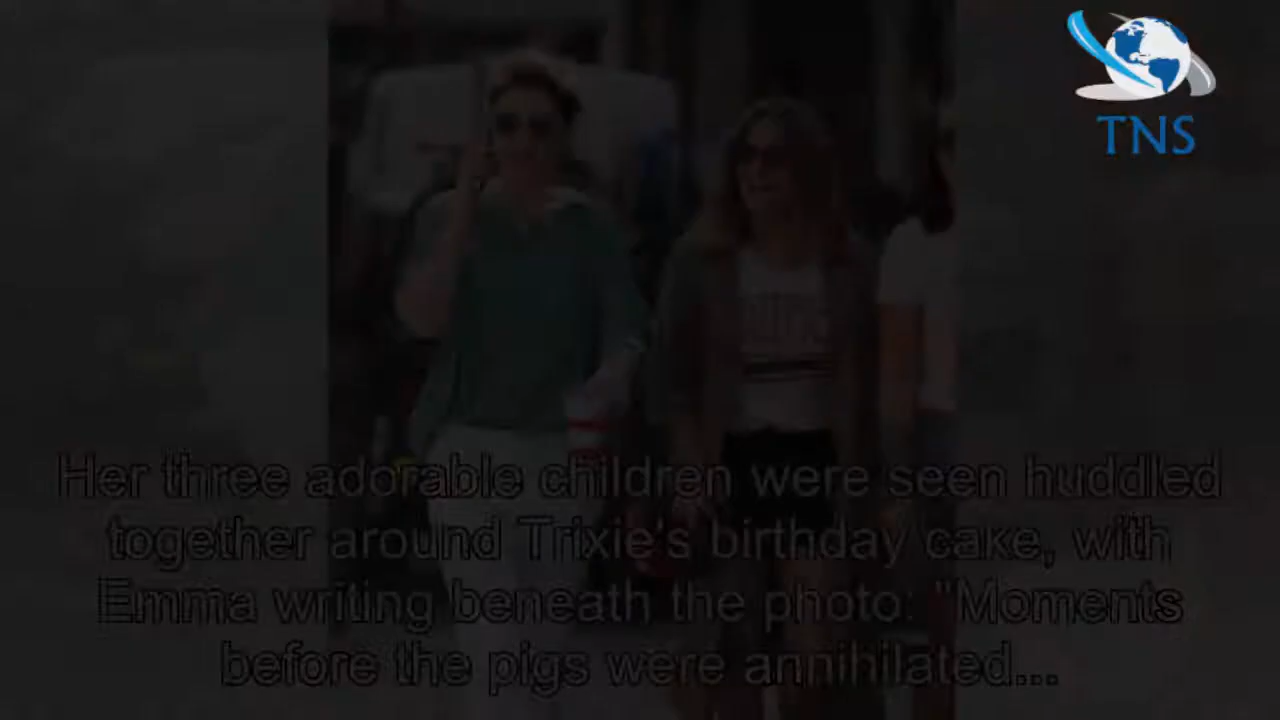 TNS
Her three adorable children were seen huddled
together around Trixie's birthday cake, with
Emma writing beneath the photo: "Moments
before the pigs were annihilated...